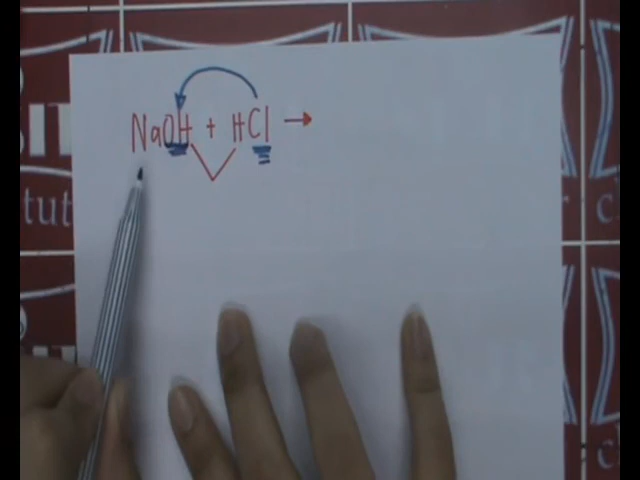 NaOH + HCl →